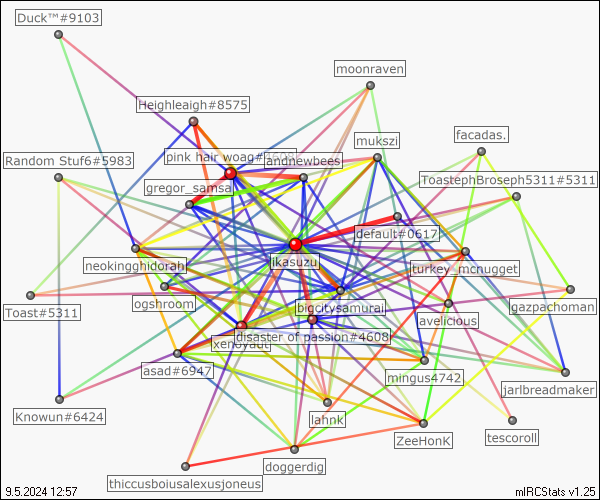 Duck™#9103
moonraven
Heighleaigh#8575
mukszi
facadas.
pink hair woag#
andnewbees
Random Stuf6#5983
ToastephBroseph5311#5311
gregor_samsa
default#0617
ikasuzu
neokingghidorah
turkey_mcnugget
ogshroom
bigcitysamurai
gazpachoman
Toast#5311
avelicious
disaster of passion#4608
xenoyaut
asad#6947
mingus4742
jarlbreadmaker
Knowun#6424
lahnk
ZeeHonK
tescoroll
doggerdig
thiccusboiusalexusjoneus
9.5.2024 12:57
mIRCStats v1.25